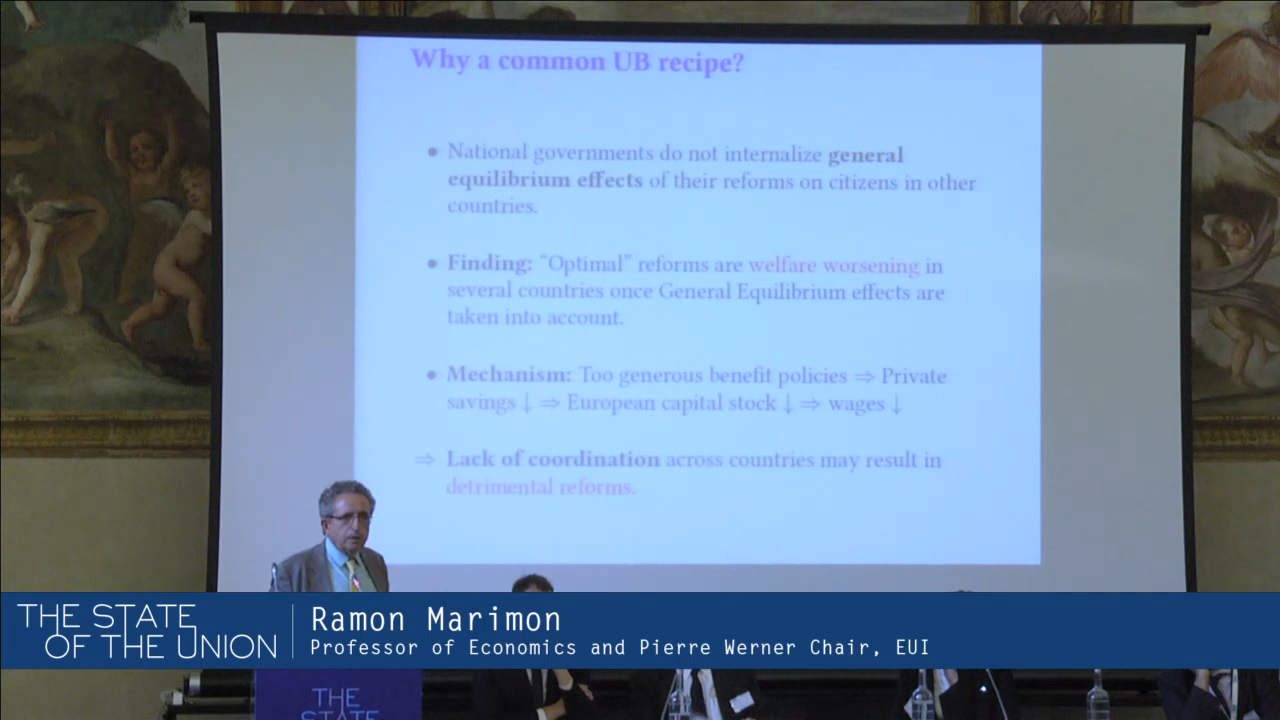 Why a common UB recipe?
• National governments do not internalize general
equilibrium effects of their reforms on citizens in other
countries.
• Finding: “Optimal” reforms are welfare worsening in
several countries once General Equilibrium effects are
taken into account.
• Mechanism: Too generous benefit policies ⇒ Private
savings ↓ ⇒ European capital stock ↓ ⇒ wages ↓
⇒ Lack of coordination across countries may result in
detrimental reforms.
THE STATE
OF THE UNION
Ramon Marimon
Professor of Economics and Pierre Werner Chair, EUI
THE
STATE